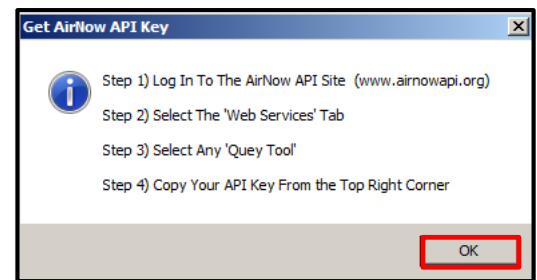 Get AirNow API Key
Step 1) Log In To The AirNow API Site (www.airnowapi.org)
Step 2) Select The 'Web Services' Tab
Step 3) Select Any 'Quey Tool'
Step 4) Copy Your API Key From the Top Right Corner
OK